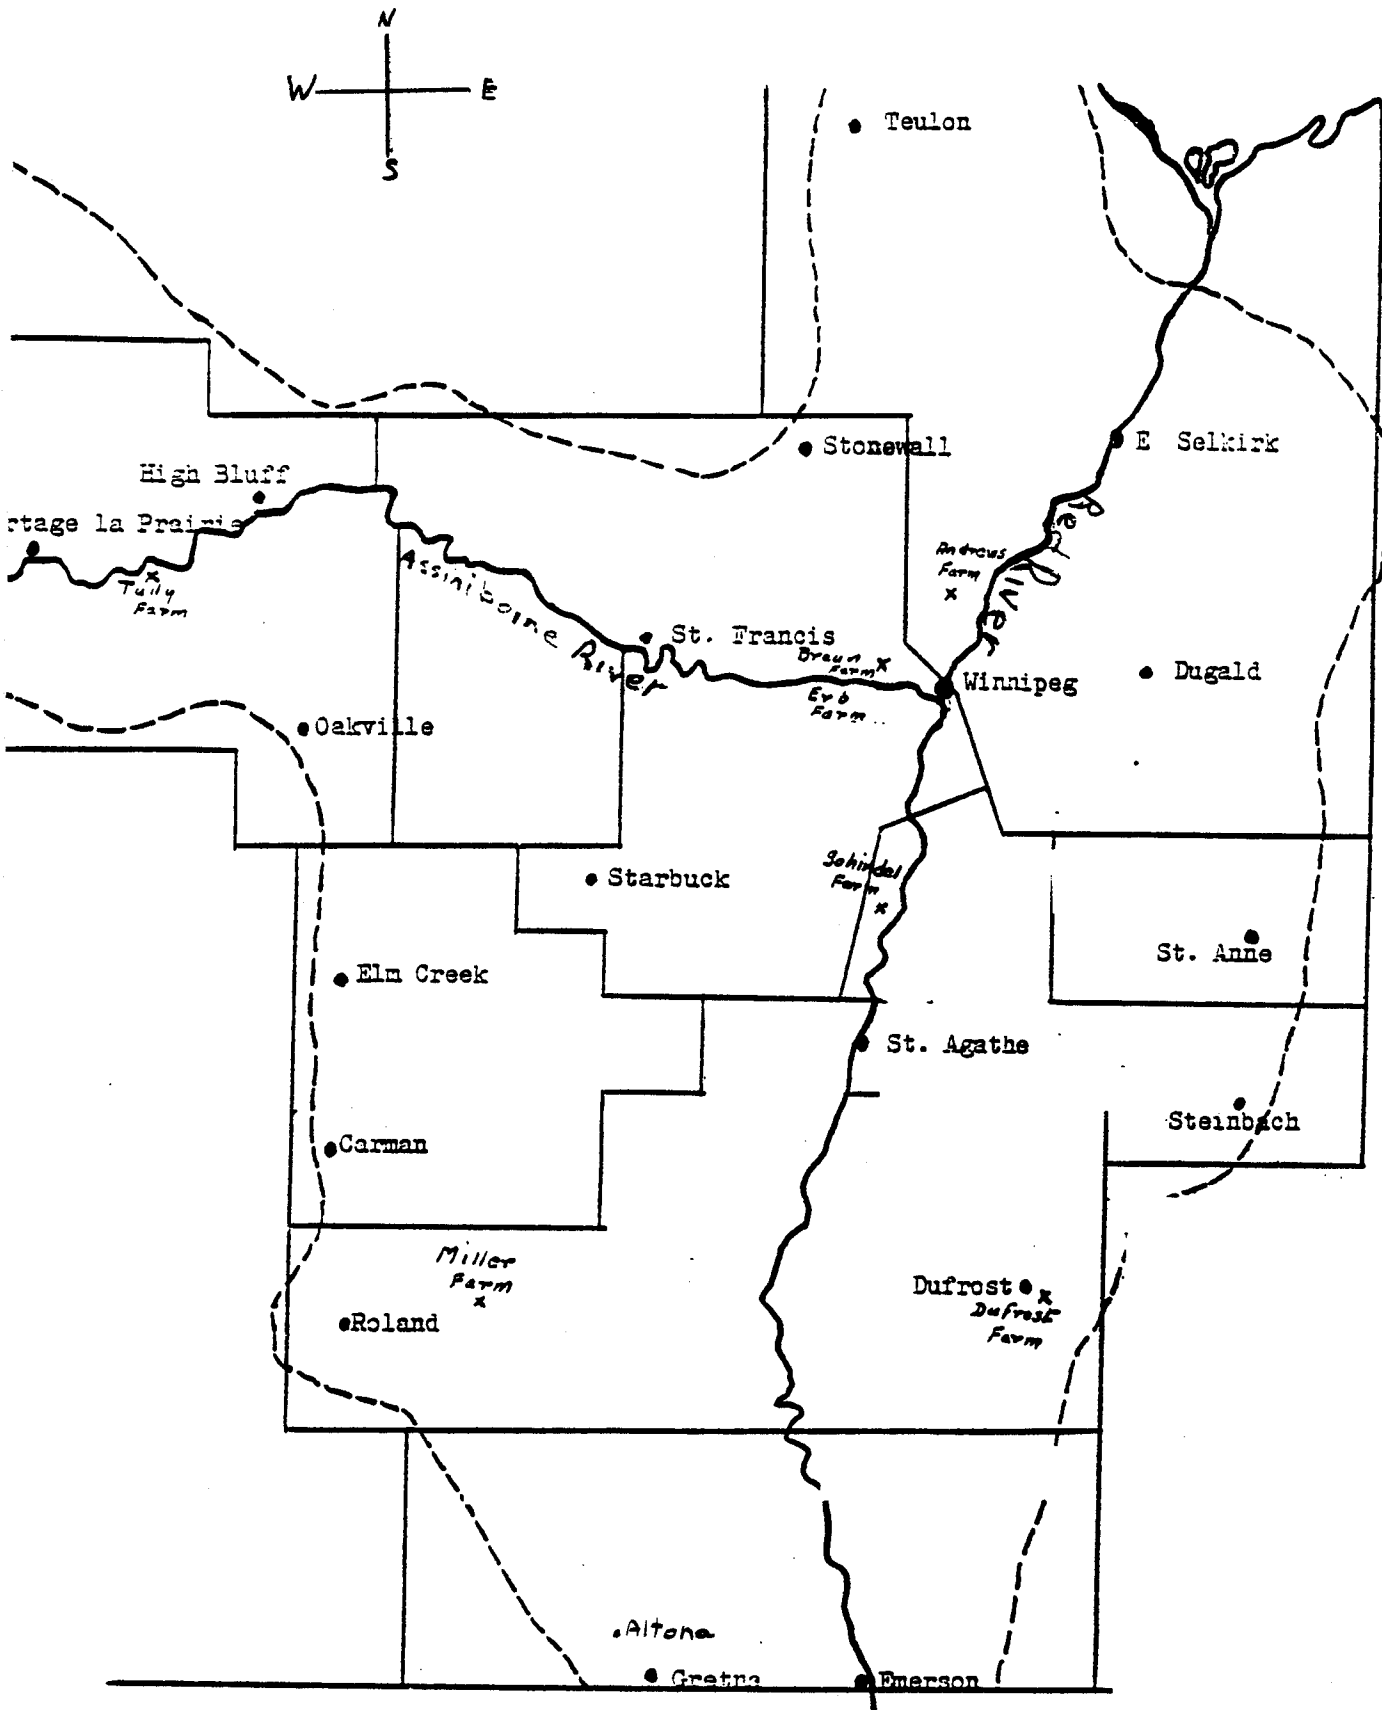 N
W E
S
Teulon
Stonewall
E Selkirk
High Bluff
rtage la Prairie
Tully
Farm
Assiniboine River
St. Francis
Braun
Farm
Erb
Farm
Andrews
Farm
Red River
Winnipeg
Dugald
Oakville
Starbuck
Farm
St. Anne
Elm Creek
St. Agathe
Steinbach
Carman
Miller
Farm
Dufrost
Dufrost
Farm
Roland
Altona
Gretna
Emerson